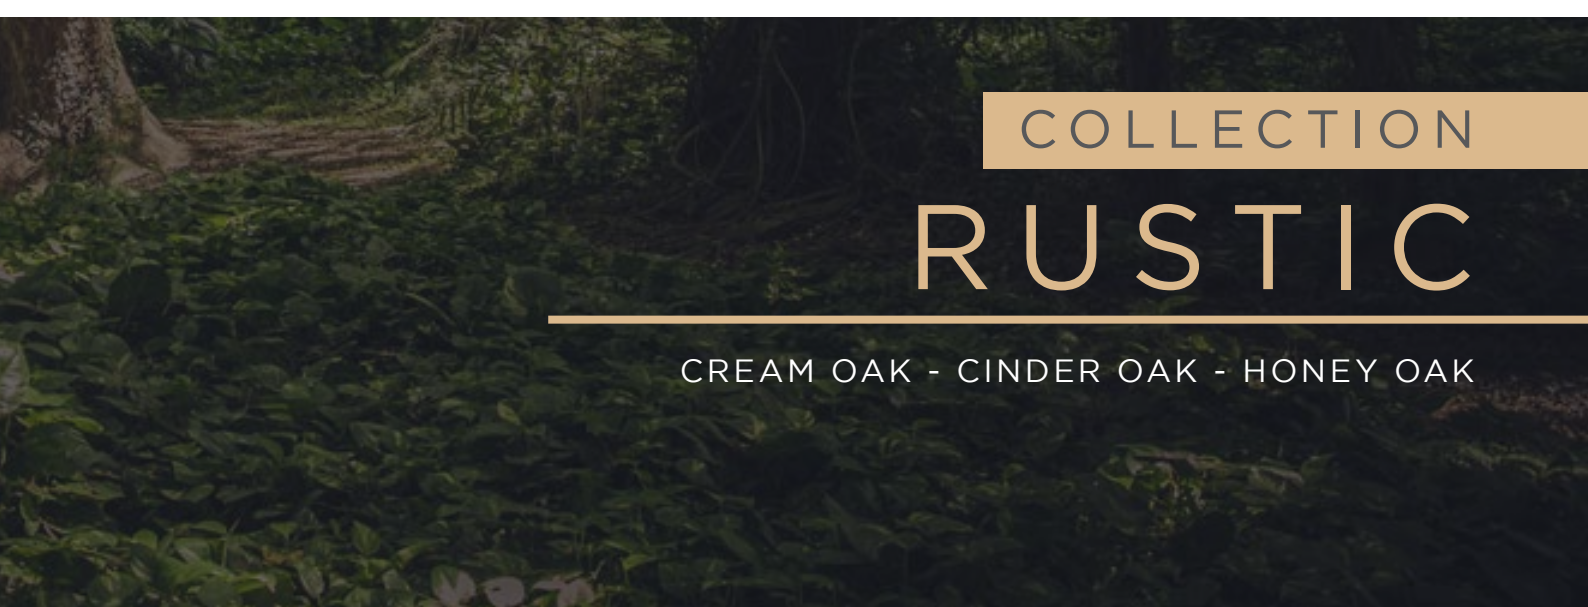 COLLECTION
RUSTIC
CREAM OAK - CINDER OAK - HONEY OAK